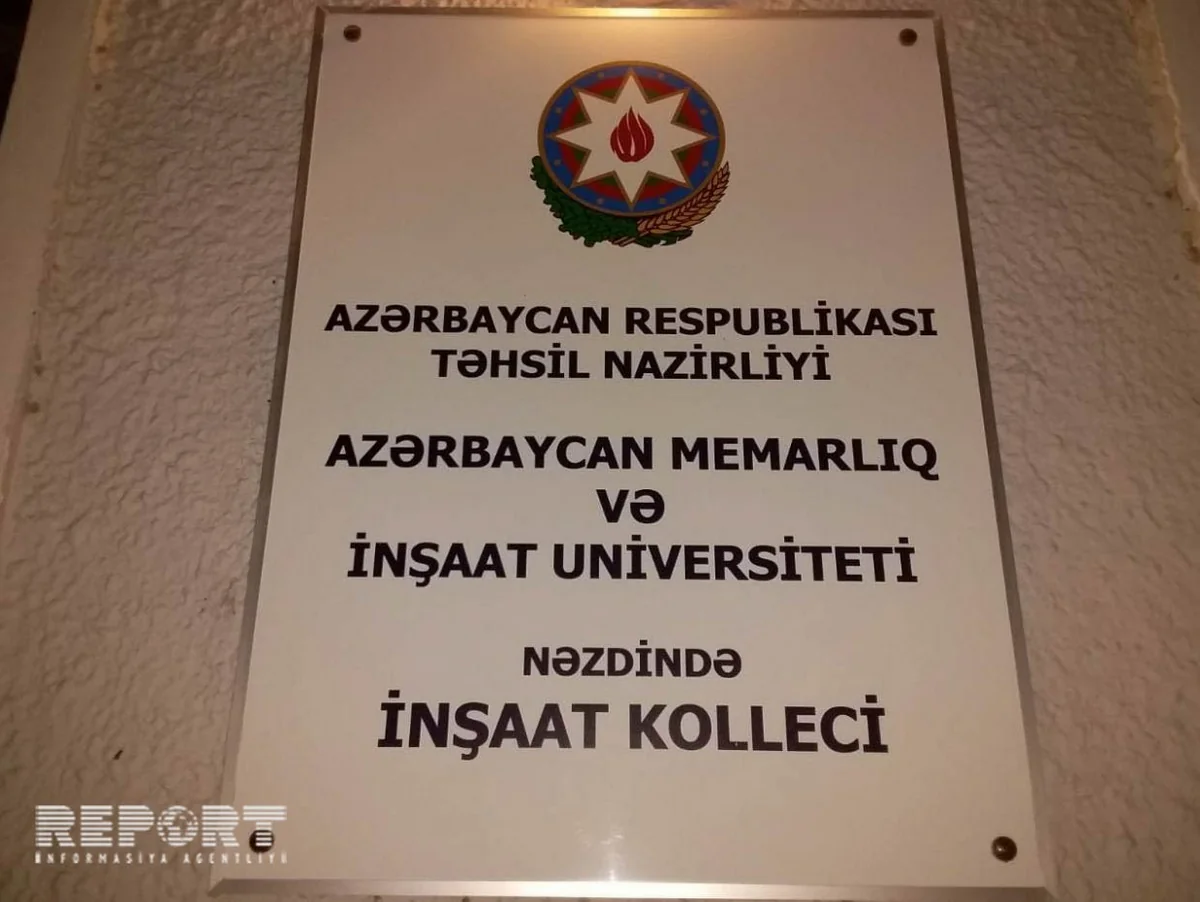 AZƏRBAYCAN RESPUBLİKASI
TƏHSİL NAZİRLİYİ
AZƏRBAYCAN MEMARLIQ
VƏ
İNŞAAT UNİVERSİTETİ
NƏZDİNDƏ
İNŞAAT KOLLECİ
REPORT
İNFORMASİYA AGENTLİYİ